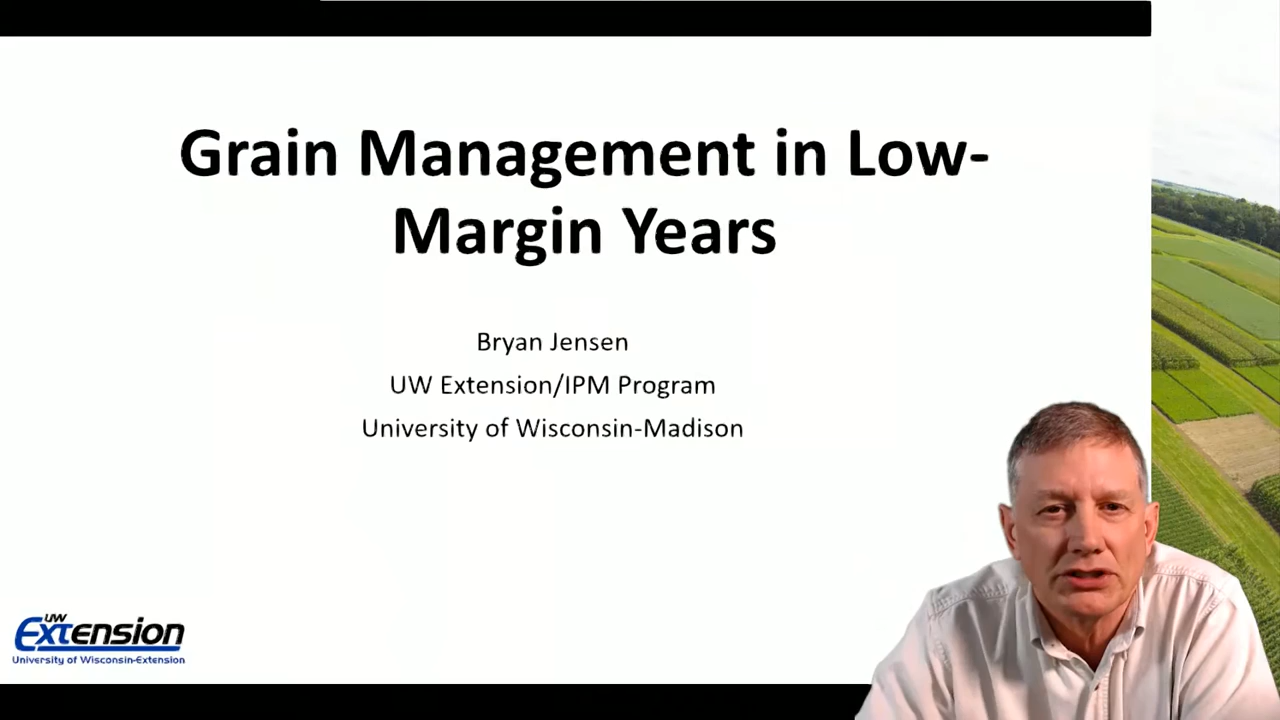 Grain Management in Low-
Margin Years
Bryan Jensen
UW Extension/IPM Program
University of Wisconsin-Madison
UW
Extension
University of Wisconsin-Extension